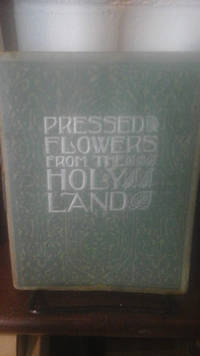 PRESSED
FLOWERS
FROM THE
HOLY
LAND